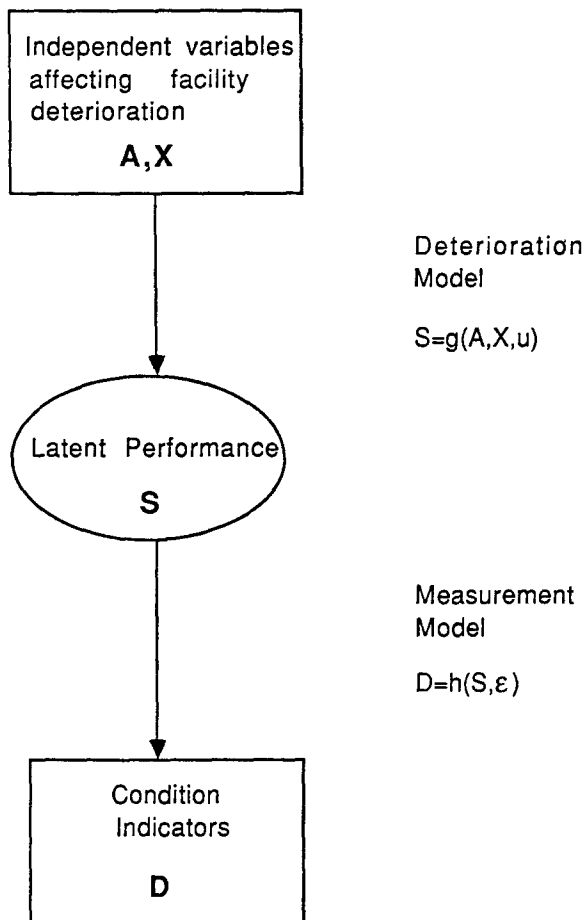 Independent variables
affecting facility
deterioration
A,X
Deterioration
Model
S=g(A,X,u)
Latent Performance
S
Measurement
Model
D=h(S,ε)
Condition
Indicators
D